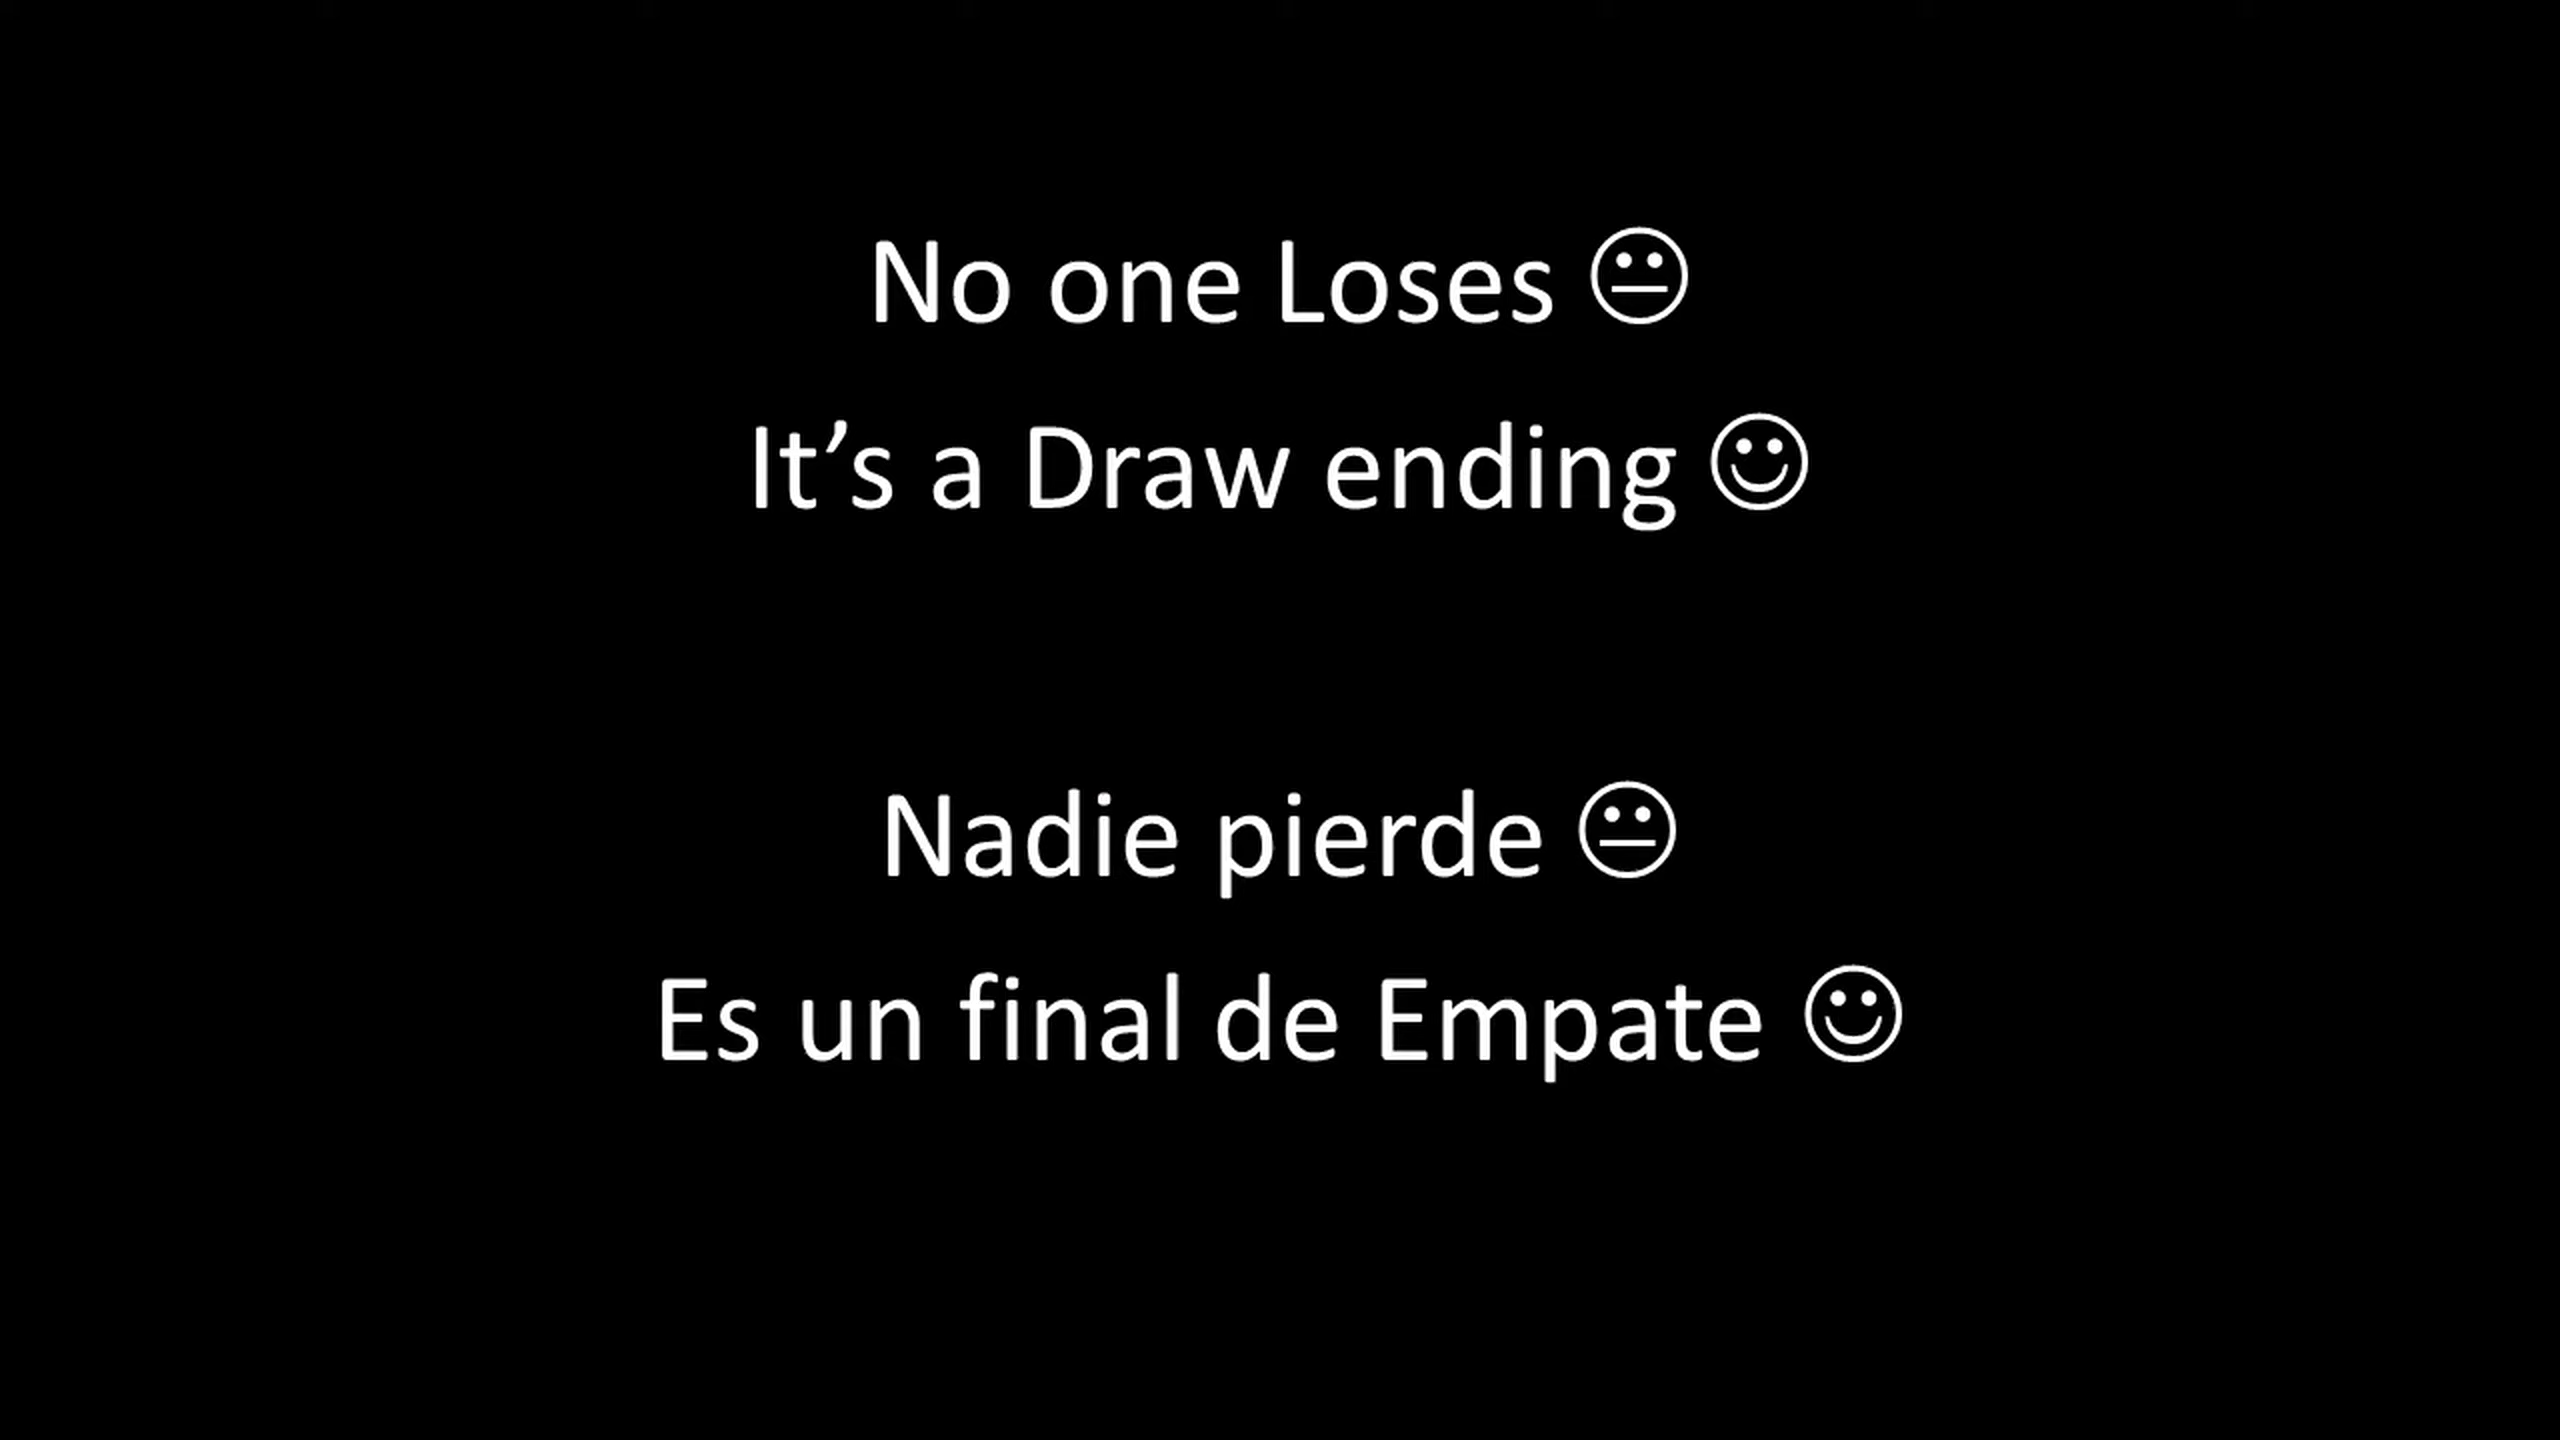 No one Loses 😐
It’s a Draw ending ☺
Nadie pierde 😐
Es un final de Empate ☺